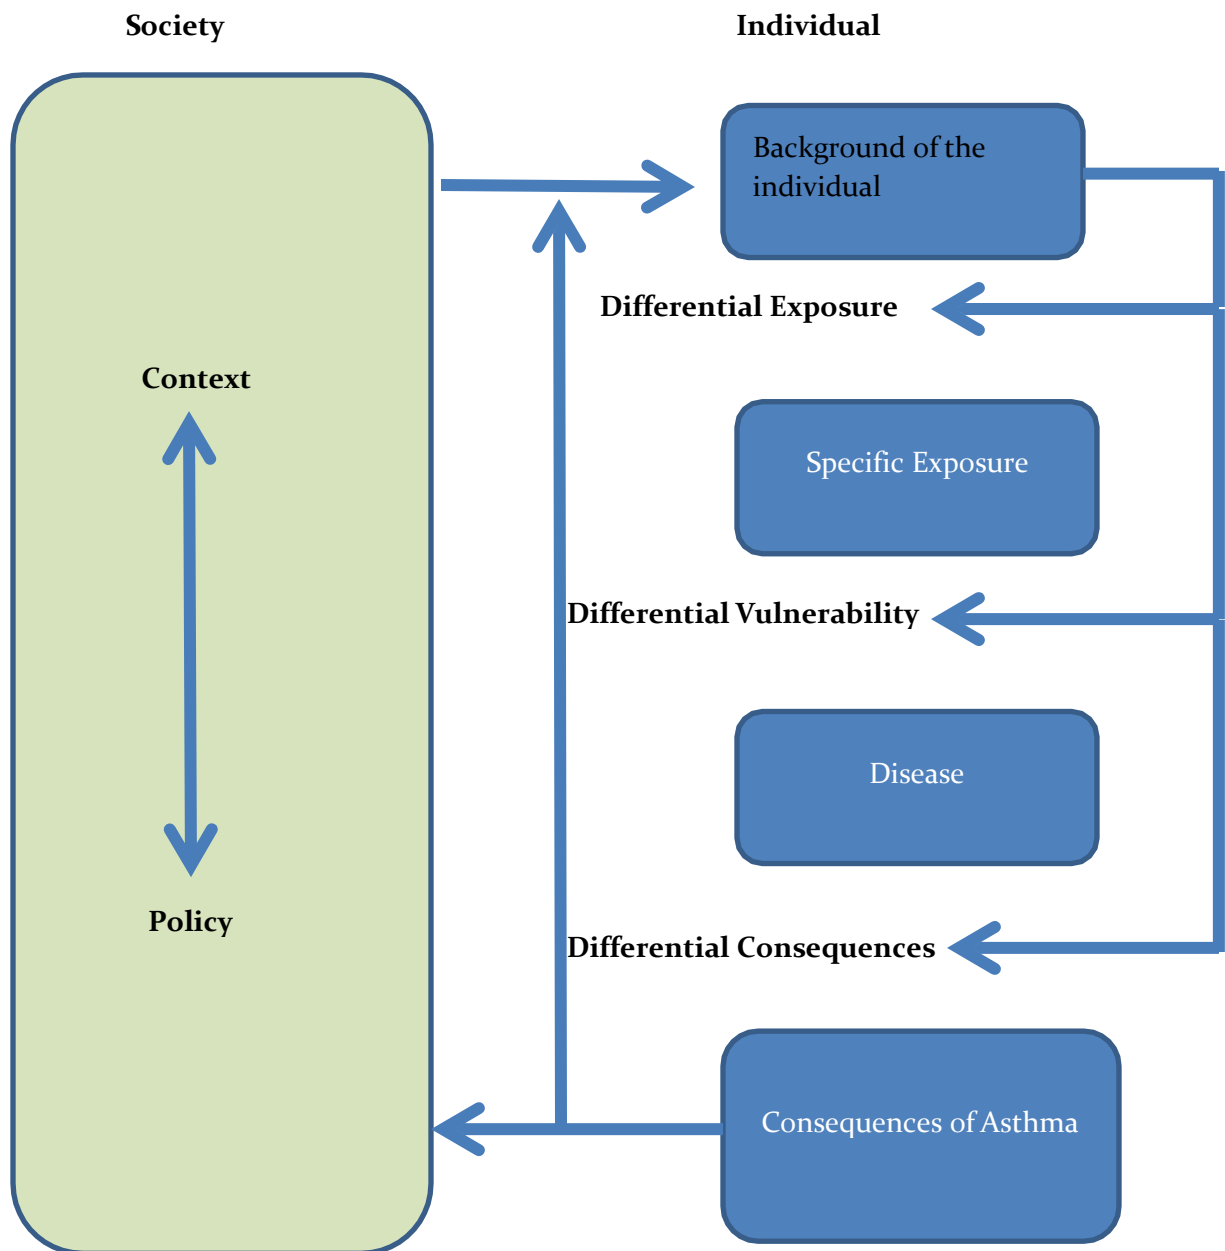 Society
Individual
Background of the
individual
Differential Exposure
Context
Specific Exposure
Differential Vulnerability
Disease
Policy
Differential Consequences
Consequences of Asthma